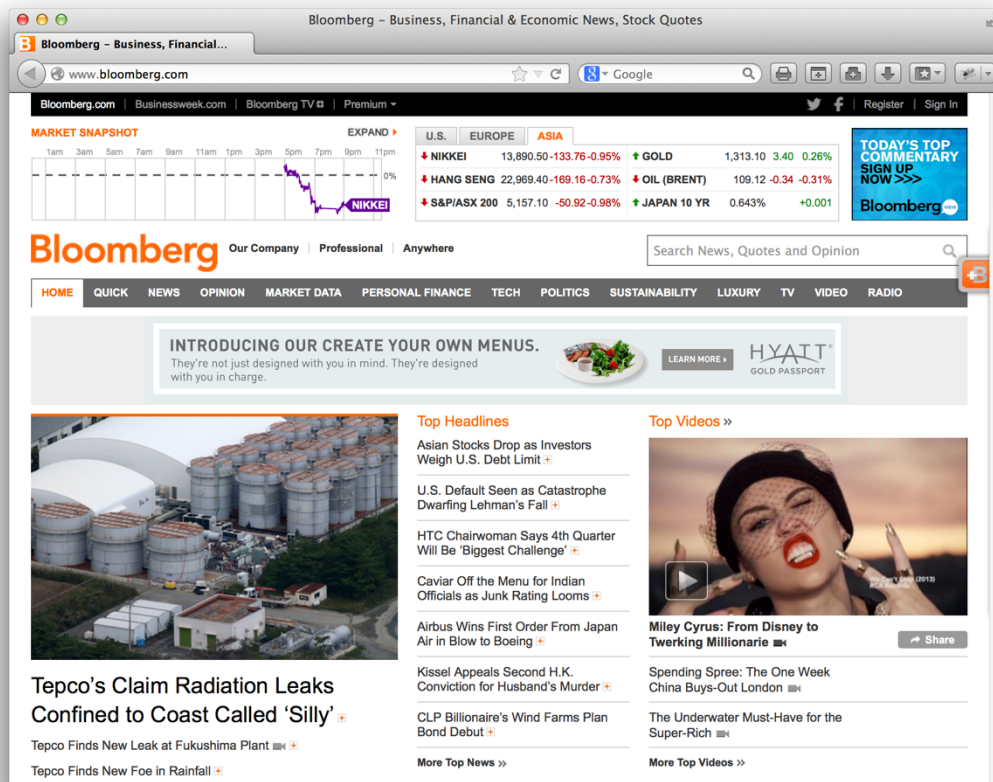 Bloomberg – Business, Financial & Economic News, Stock Quotes
Bloomberg – Business, Financial...
www.bloomberg.com
Google
Bloomberg.com | Businessweek.com | Bloomberg TV | Premium
Register | Sign In
MARKET SNAPSHOT
EXPAND
1am 3am 5am 7am 9am 11am 1pm 3pm 5pm 7pm 9pm 11pm
0%
NIKKEI
U.S. EUROPE ASIA
NIKKEI 13,890.50 -133.76 -0.95%
GOLD 1,313.10 3.40 0.26%
HANG SENG 22,969.40 -169.16 -0.73%
OIL (BRENT) 109.12 -0.34 -0.31%
S&P/ASX 200 5,157.10 -50.92 -0.98%
JAPAN 10 YR 0.643% +0.001
TODAY'S TOP
COMMENTARY
SIGN UP
NOW >>>
Bloomberg
VIEW
Bloomberg
Our Company | Professional | Anywhere
Search News, Quotes and Opinion
+B
HOME QUICK NEWS OPINION MARKET DATA PERSONAL FINANCE TECH POLITICS SUSTAINABILITY LUXURY TV VIDEO RADIO
INTRODUCING OUR CREATE YOUR OWN MENUS.
They're not just designed with you in mind. They're designed
with you in charge.
LEARN MORE
HYATT®
GOLD PASSPORT
Tepco's Claim Radiation Leaks
Confined to Coast Called 'Silly'
Tepco Finds New Leak at Fukushima Plant
Tepco Finds New Foe in Rainfall
Top Headlines
Asian Stocks Drop as Investors
Weigh U.S. Debt Limit
U.S. Default Seen as Catastrophe
Dwarfing Lehman's Fall
HTC Chairwoman Says 4th Quarter
Will Be 'Biggest Challenge'
Caviar Off the Menu for Indian
Officials as Junk Rating Looms
Airbus Wins First Order From Japan
Air in Blow to Boeing
Kissel Appeals Second H.K.
Conviction for Husband's Murder
CLP Billionaire's Wind Farms Plan
Bond Debut
More Top News »
Top Videos »
We Can't Stop (2013)
RCA Records
Miley Cyrus: From Disney to
Twerking Millionarie
Share
Spending Spree: The One Week
China Buys-Out London
The Underwater Must-Have for the
Super-Rich
More Top Videos »